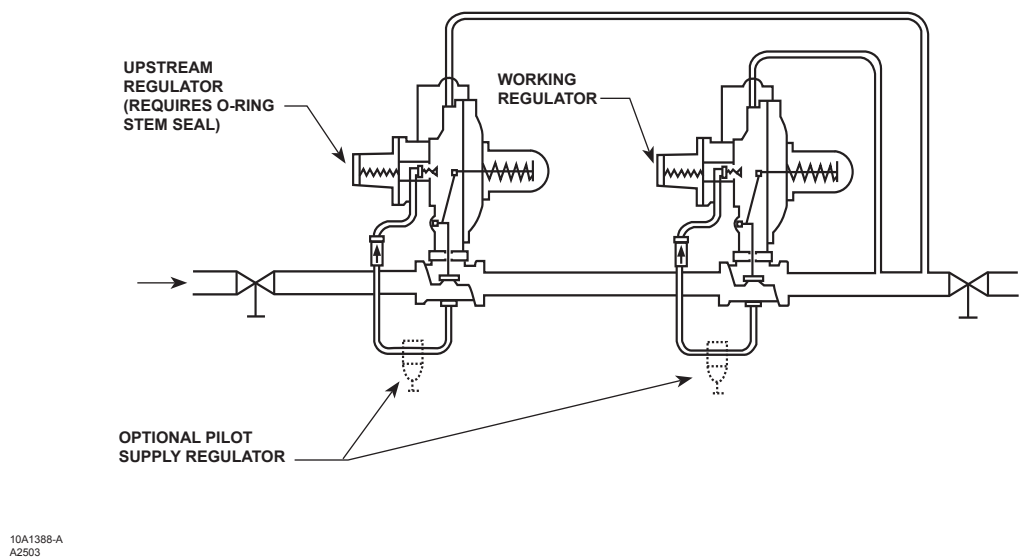 UPSTREAM
REGULATOR
(REQUIRES O-RING
STEM SEAL)
WORKING
REGULATOR
OPTIONAL PILOT
SUPPLY REGULATOR
10A1388-A
A2503